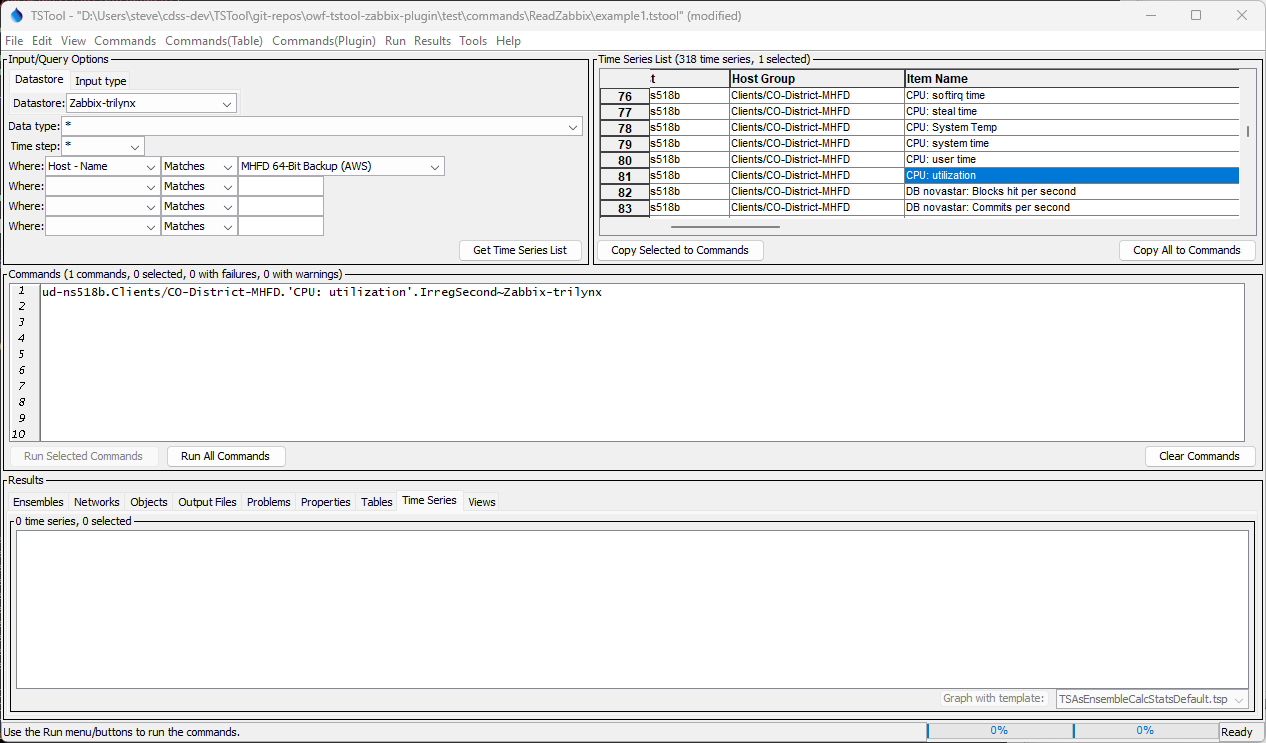 TSTool - "D:\Users\steve\cdss-dev\TSTool\git-repos\owf-tstool-zabbix-plugin\test\commands\ReadZabbix\example1.tstool" (modified)
File Edit View Commands Commands(Table) Commands(Plugin) Run Results Tools Help
Input/Query Options
Datastore Input type
Datastore: Zabbix-trilynx
Data type: *
Time step: *
Where: Host - Name Matches MHFD 64-Bit Backup (AWS)
Where: Matches
Where: Matches
Where: Matches
Get Time Series List
Time Series List (318 time series, 1 selected)
t Host Group Item Name
76 s518b Clients/CO-District-MHFD CPU: softirq time
77 s518b Clients/CO-District-MHFD CPU: steal time
78 s518b Clients/CO-District-MHFD CPU: System Temp
79 s518b Clients/CO-District-MHFD CPU: system time
80 s518b Clients/CO-District-MHFD CPU: user time
81 s518b Clients/CO-District-MHFD CPU: utilization
82 s518b Clients/CO-District-MHFD DB novastar: Blocks hit per second
83 s518b Clients/CO-District-MHFD DB novastar: Commits per second
Copy Selected to Commands Copy All to Commands
Commands (1 commands, 0 selected, 0 with failures, 0 with warnings)
1 ud-ns518b.Clients/CO-District-MHFD.'CPU: utilization'.IrregSecond~Zabbix-trilynx
2
3
4
5
6
7
8
9
10
Run Selected Commands Run All Commands Clear Commands
Results
Ensembles Networks Objects Output Files Problems Properties Tables Time Series Views
0 time series, 0 selected
Graph with template: TSAsEnsembleCalcStatsDefault.tsp
Use the Run menu/buttons to run the commands. 0% 0% Ready